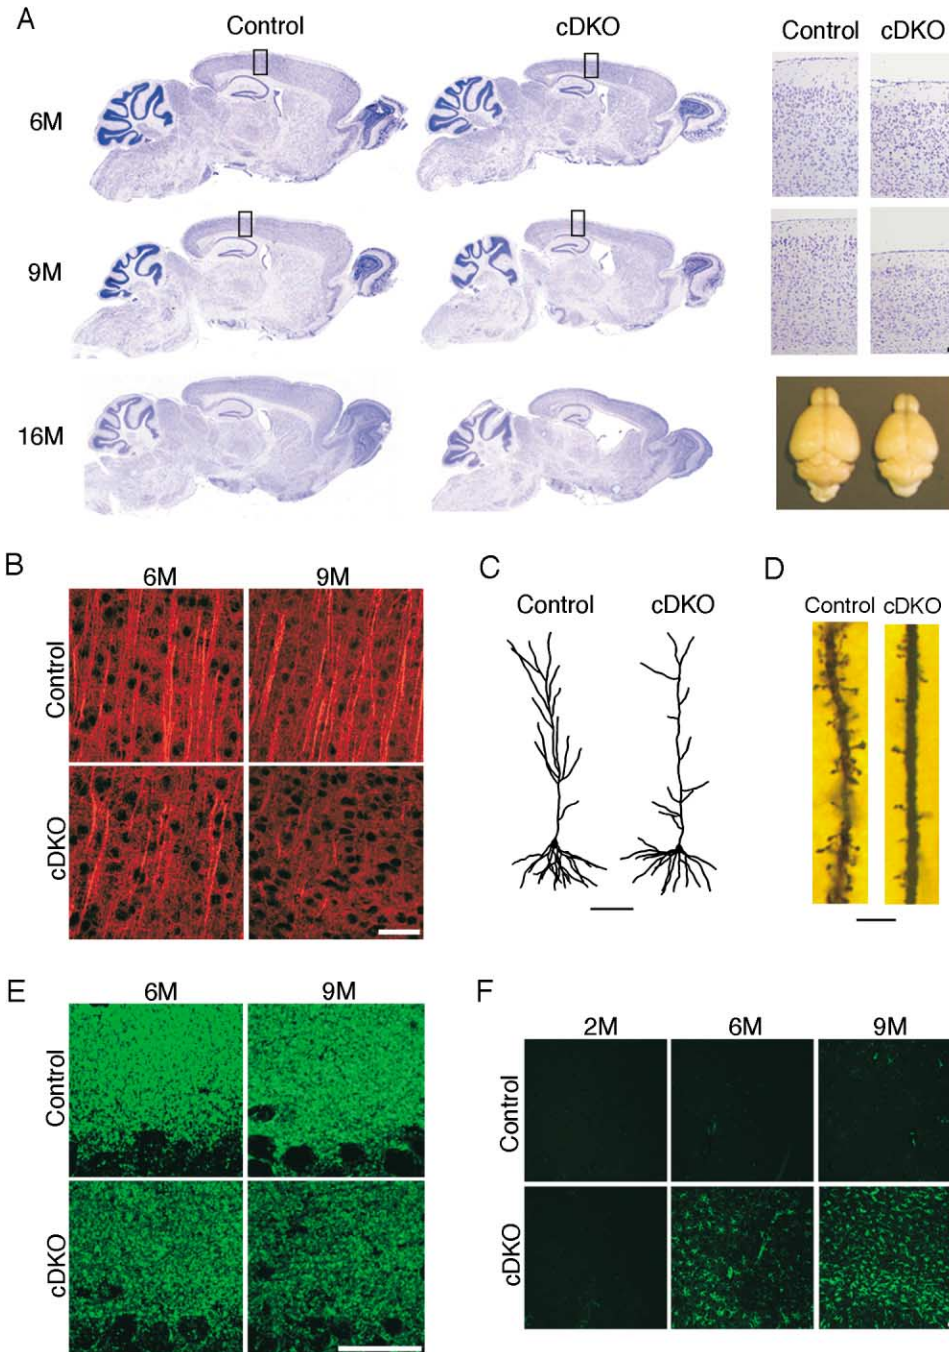 A
Control
cDKO
Control cDKO
6M
9M
16M
B
6M 9M
Control
cDKO
C
Control cDKO
D
Control cDKO
E
6M 9M
Control
cDKO
F
2M 6M 9M
Control
cDKO